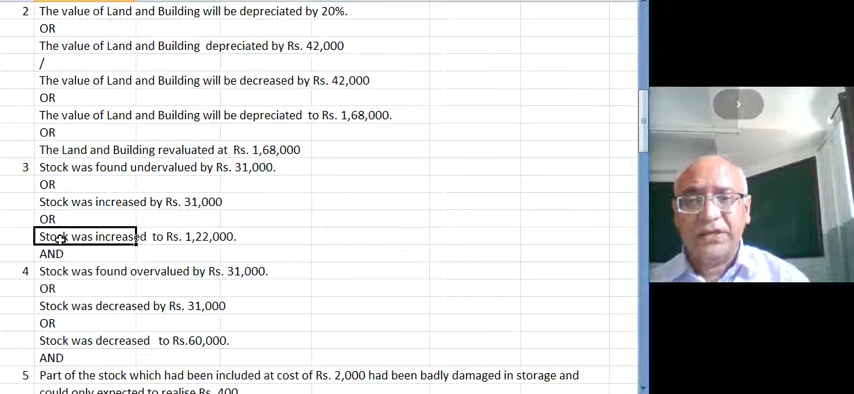 2 The value of Land and Building will be depreciated by 20%.
OR
The value of Land and Building depreciated by Rs. 42,000
/
The value of Land and Building will be decreased by Rs. 42,000
OR
The value of Land and Building will be depreciated to Rs. 1,68,000.
OR
The Land and Building revaluated at Rs. 1,68,000
3 Stock was found undervalued by Rs. 31,000.
OR
Stock was increased by Rs. 31,000
OR
Stock was increased to Rs. 1,22,000.
AND
4 Stock was found overvalued by Rs. 31,000.
OR
Stock was decreased by Rs. 31,000
OR
Stock was decreased to Rs.60,000.
AND
5 Part of the stock which had been included at cost of Rs. 2,000 had been badly damaged in storage and
could only expected to realise Rs. 400